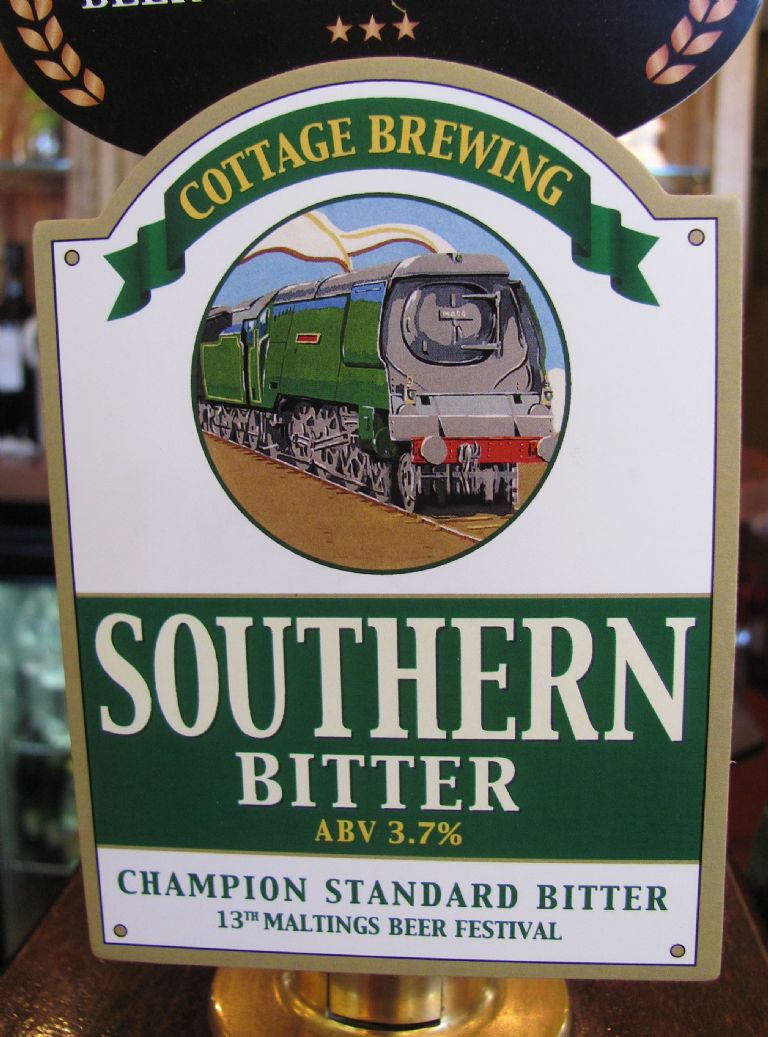 COTTAGE BREWING
SOUTHERN
BITTER
ABV 3.7%
CHAMPION STANDARD BITTER
13TH MALTINGS BEER FESTIVAL